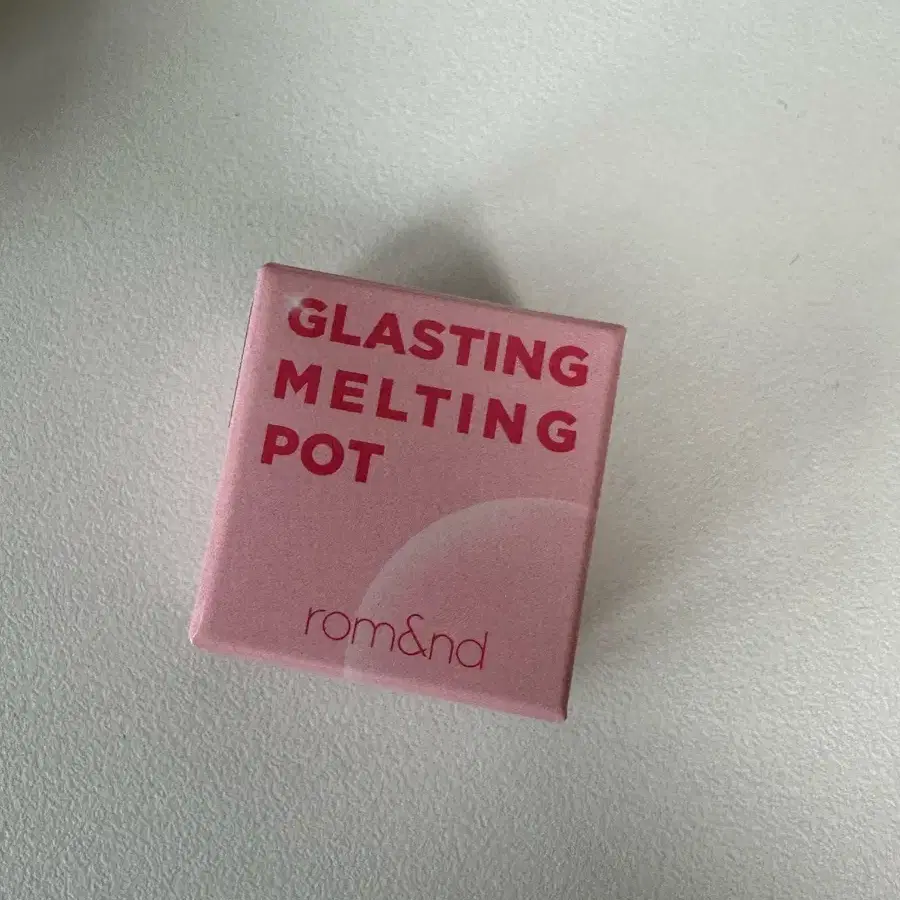 GLASTING
MELTING
POT
rom&nd